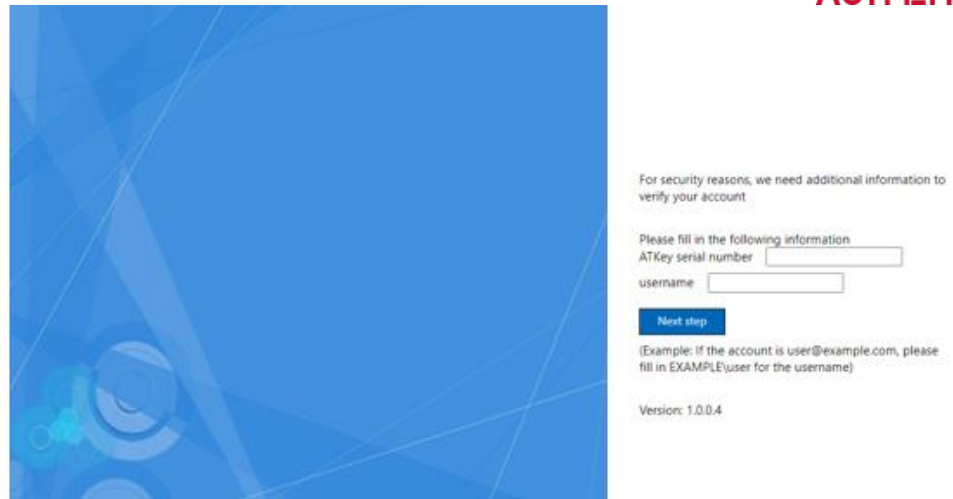 For security reasons, we need additional information to
verify your account
Please fill in the following information
ATKey serial number
username
Next step
(Example: If the account is user@example.com, please
fill in EXAMPLE\user for the username)
Version: 1.0.0.4